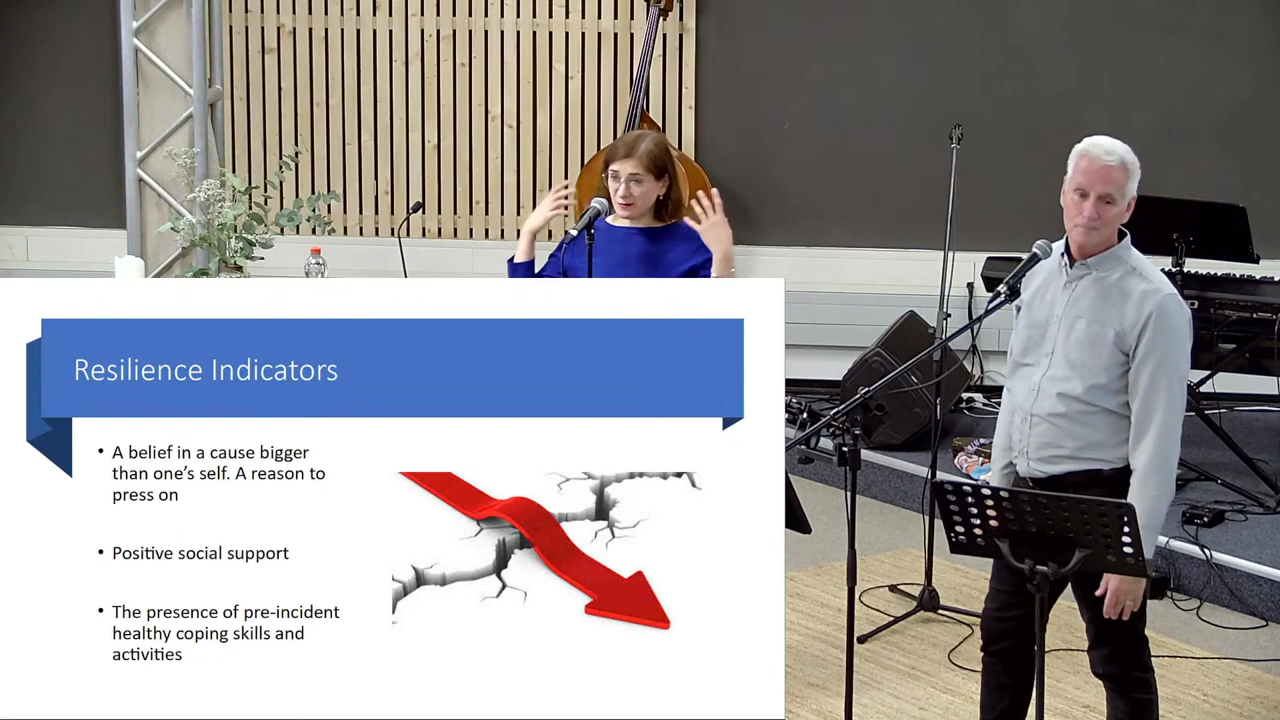 Resilience Indicators
• A belief in a cause bigger
than one’s self. A reason to
press on
• Positive social support
• The presence of pre-incident
healthy coping skills and
activities